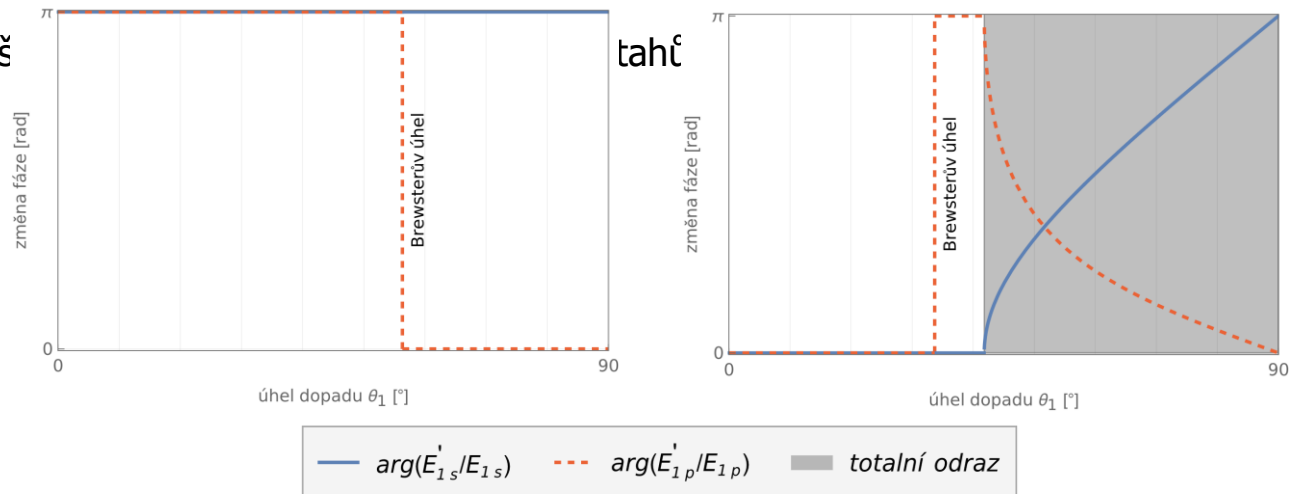 š
tahů
π
změna fáze [rad]
Brewsterův úhel
0
0
90
úhel dopadu θ1 [°]
π
změna fáze [rad]
Brewsterův úhel
0
0
90
úhel dopadu θ1 [°]
arg(E'1 s/E1 s) arg(E'1 p/E1 p) totalní odraz